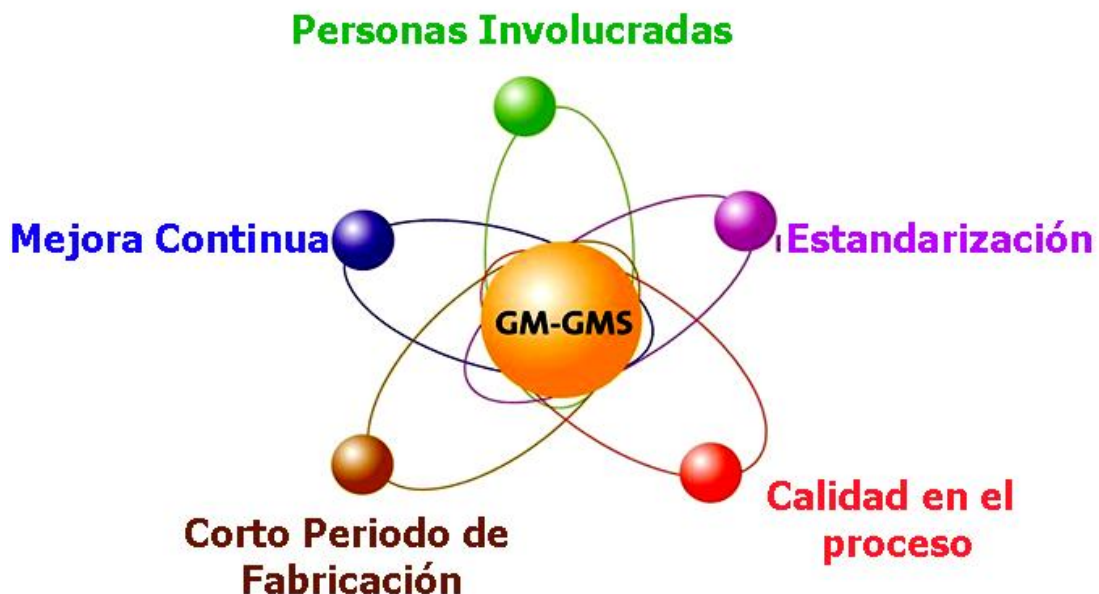 Personas Involucradas
Mejora Continua
Estandarización
GM-GMS
Calidad en el
proceso
Corto Periodo de
Fabricación